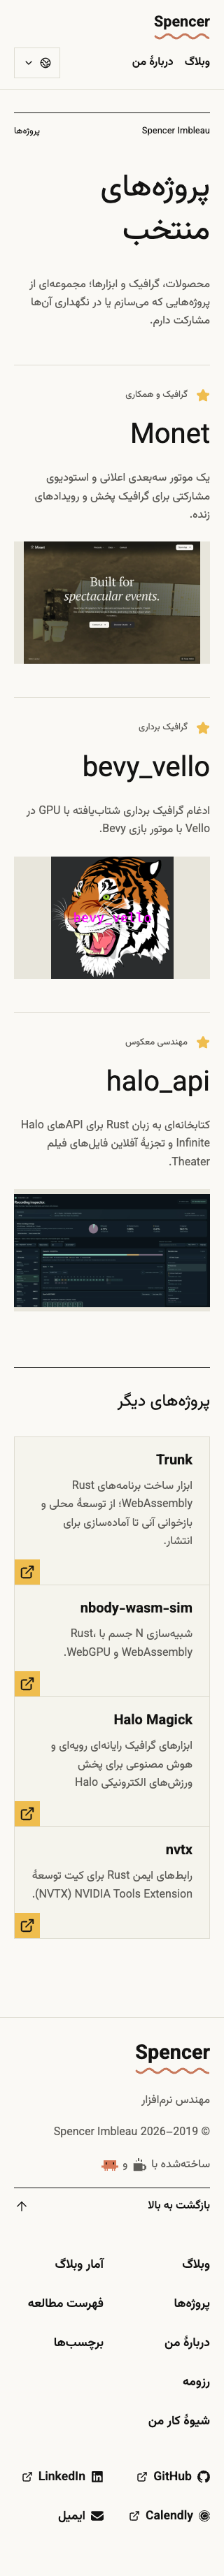 Spencer
وبلاگ
دربارهٔ من
Spencer Imbleau
پروژه‌ها
پروژه‌های
منتخب
محصولات، گرافیک و ابزارها؛ مجموعه‌ای از
پروژه‌هایی که می‌سازم یا در نگهداری آن‌ها
مشارکت دارم.
گرافیک و همکاری
Monet
یک موتور سه‌بعدی اعلانی و استودیوی
مشارکتی برای گرافیک پخش و رویدادهای
زنده.
Built for
spectacular events.
گرافیک برداری
bevy_vello
ادغام گرافیک برداری شتاب‌یافته با GPU در
Vello با موتور بازی Bevy.
bevy_vello
مهندسی معکوس
halo_api
کتابخانه‌ای به زبان Rust برای APIهای Halo
Infinite و تجزیهٔ آفلاین فایل‌های فیلم
Theater.
پروژه‌های دیگر
Trunk
ابزار ساخت برنامه‌های Rust
WebAssembly؛ از توسعهٔ محلی و
بازخوانی آنی تا آماده‌سازی برای
انتشار.
nbody-wasm-sim
شبیه‌سازی N جسم با Rust،
WebAssembly و WebGPU.
Halo Magick
ابزارهای گرافیک رایانه‌ای رویه‌ای و
هوش مصنوعی برای پخش
ورزش‌های الکترونیکی Halo
nvtx
رابط‌های ایمن Rust برای کیت توسعهٔ
NVIDIA Tools Extension (NVTX).
Spencer
مهندس نرم‌افزار
© 2019–2026 Spencer Imbleau
ساخته‌شده با و
بازگشت به بالا
وبلاگ
آمار وبلاگ
پروژه‌ها
فهرست مطالعه
دربارهٔ من
برچسب‌ها
رزومه
شیوهٔ کار من
GitHub
LinkedIn
Calendly
ایمیل